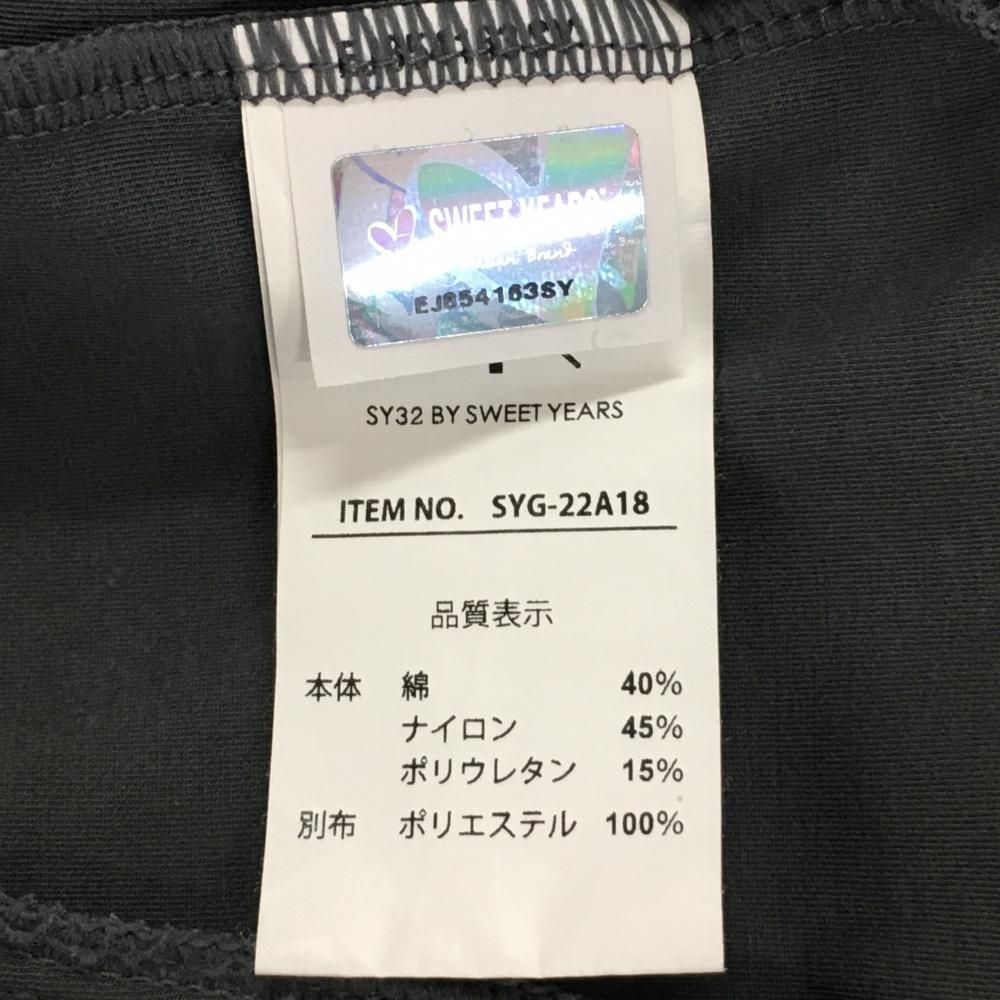 EJ854163SY
SWEET YEARS
Brand
EJ854163SY
SY32 BY SWEET YEARS
ITEM NO. SYG-22A18
品質表示
本体 綿 40%
ナイロン 45%
ポリウレタン 15%
別布 ポリエステル 100%